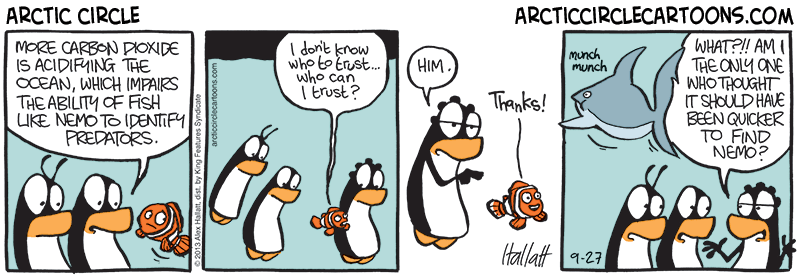 ARCTIC CIRCLE
ARCTICCIRCLECARTOONS.COM
MORE CARBON DIOXIDE
IS ACIDIFYING THE
OCEAN, WHICH IMPAIRS
THE ABILITY OF FISH
LIKE NEMO TO IDENTIFY
PREDATORS.
© 2013 Alex Hallatt, dist. by King Features Syndicate
arcticcirclecartoons.com
I don't know
who to trust...
who can
I trust?
HIM.
Thanks!
Hallatt
munch
munch
WHAT?!! AM I
THE ONLY ONE
WHO THOUGHT
IT SHOULD HAVE
BEEN QUICKER
TO FIND
NEMO?
9-27